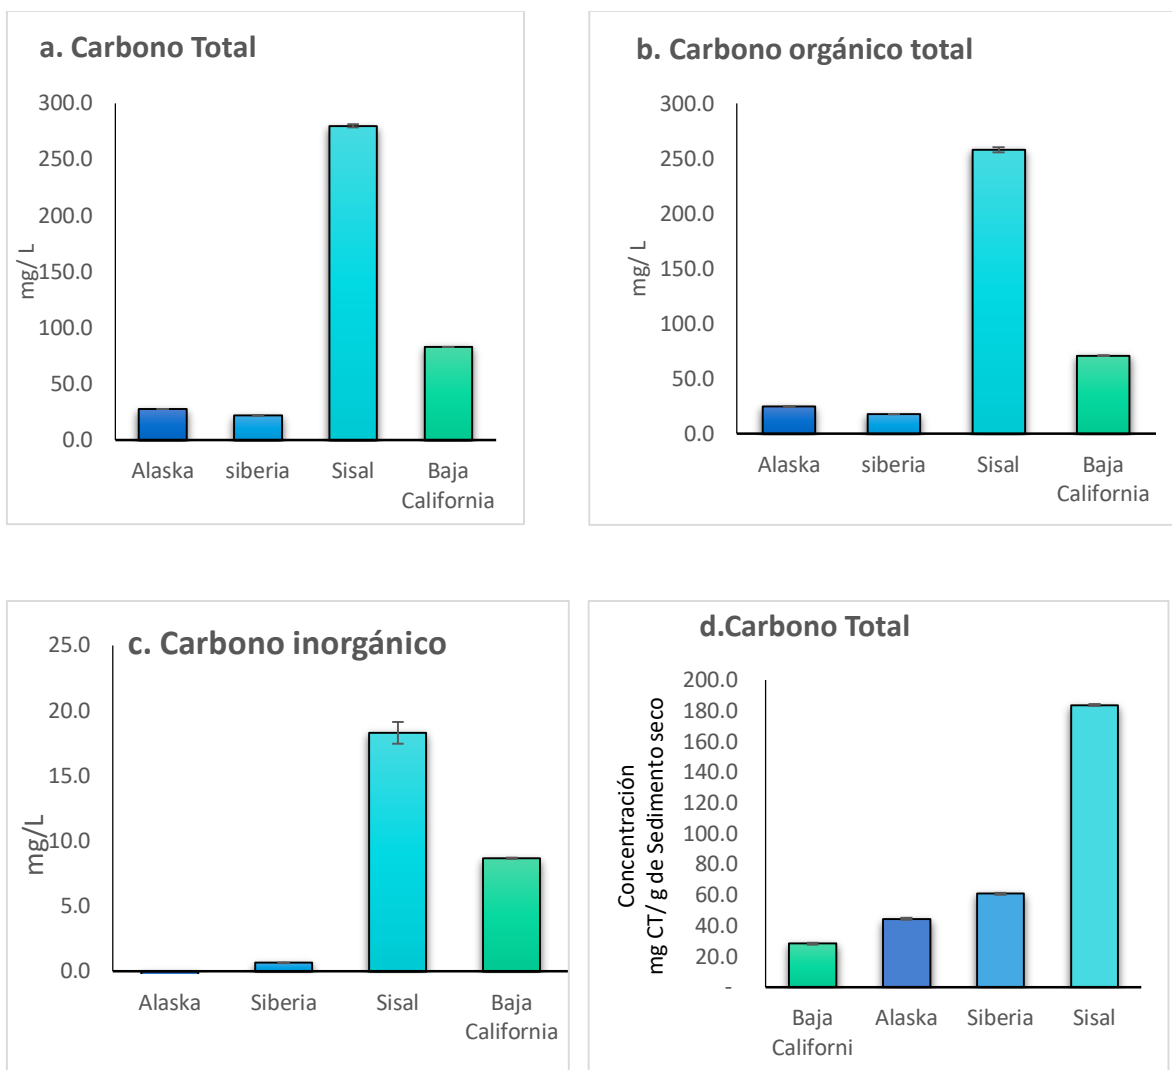 a. Carbono Total
300.0
250.0
200.0
150.0
100.0
50.0
0.0
mg/ L
Alaska siberia Sisal Baja
California
b. Carbono orgánico total
300.0
250.0
200.0
150.0
100.0
50.0
0.0
mg/ L
Alaska siberia Sisal Baja
California
c. Carbono inorgánico
25.0
20.0
15.0
10.0
5.0
0.0
mg/L
Alaska Siberia Sisal Baja
California
d.Carbono Total
200.0
180.0
160.0
140.0
120.0
100.0
80.0
60.0
40.0
20.0
-
Concentración
mg CT/ g de Sedimento seco
Baja Alaska Siberia Sisal
Californi